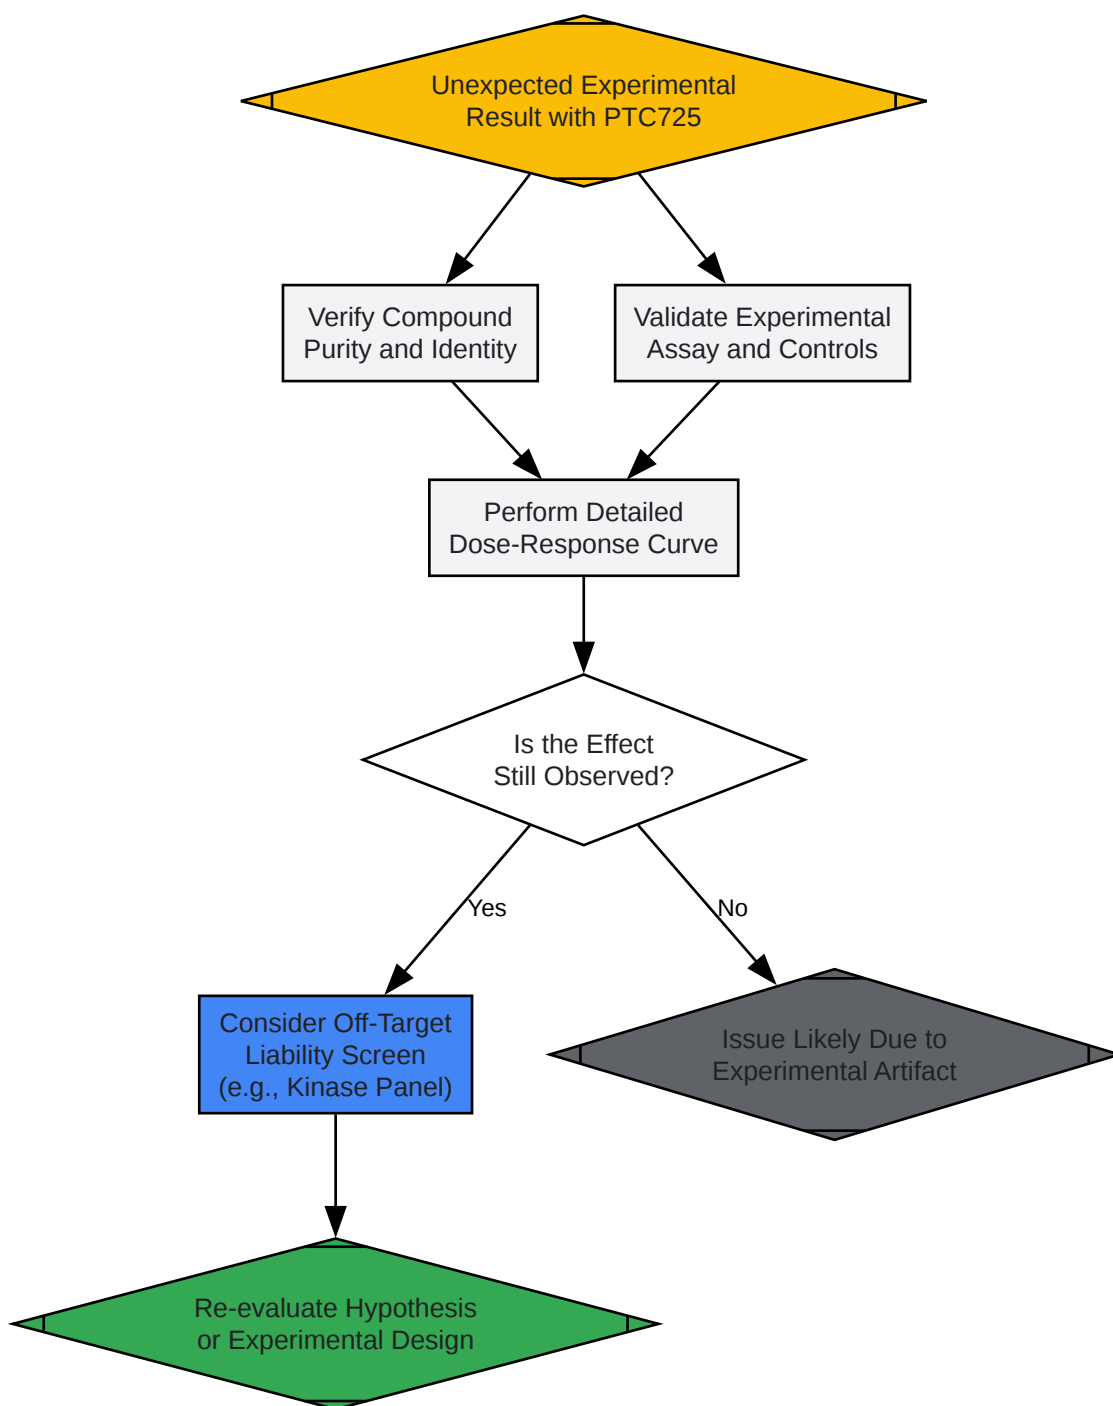 Unexpected Experimental
Result with PTC725
Verify Compound
Purity and Identity
Validate Experimental
Assay and Controls
Perform Detailed
Dose-Response Curve
Is the Effect
Still Observed?
Yes
No
Consider Off-Target
Liability Screen
(e.g., Kinase Panel)
Issue Likely Due to
Experimental Artifact
Re-evaluate Hypothesis
or Experimental Design